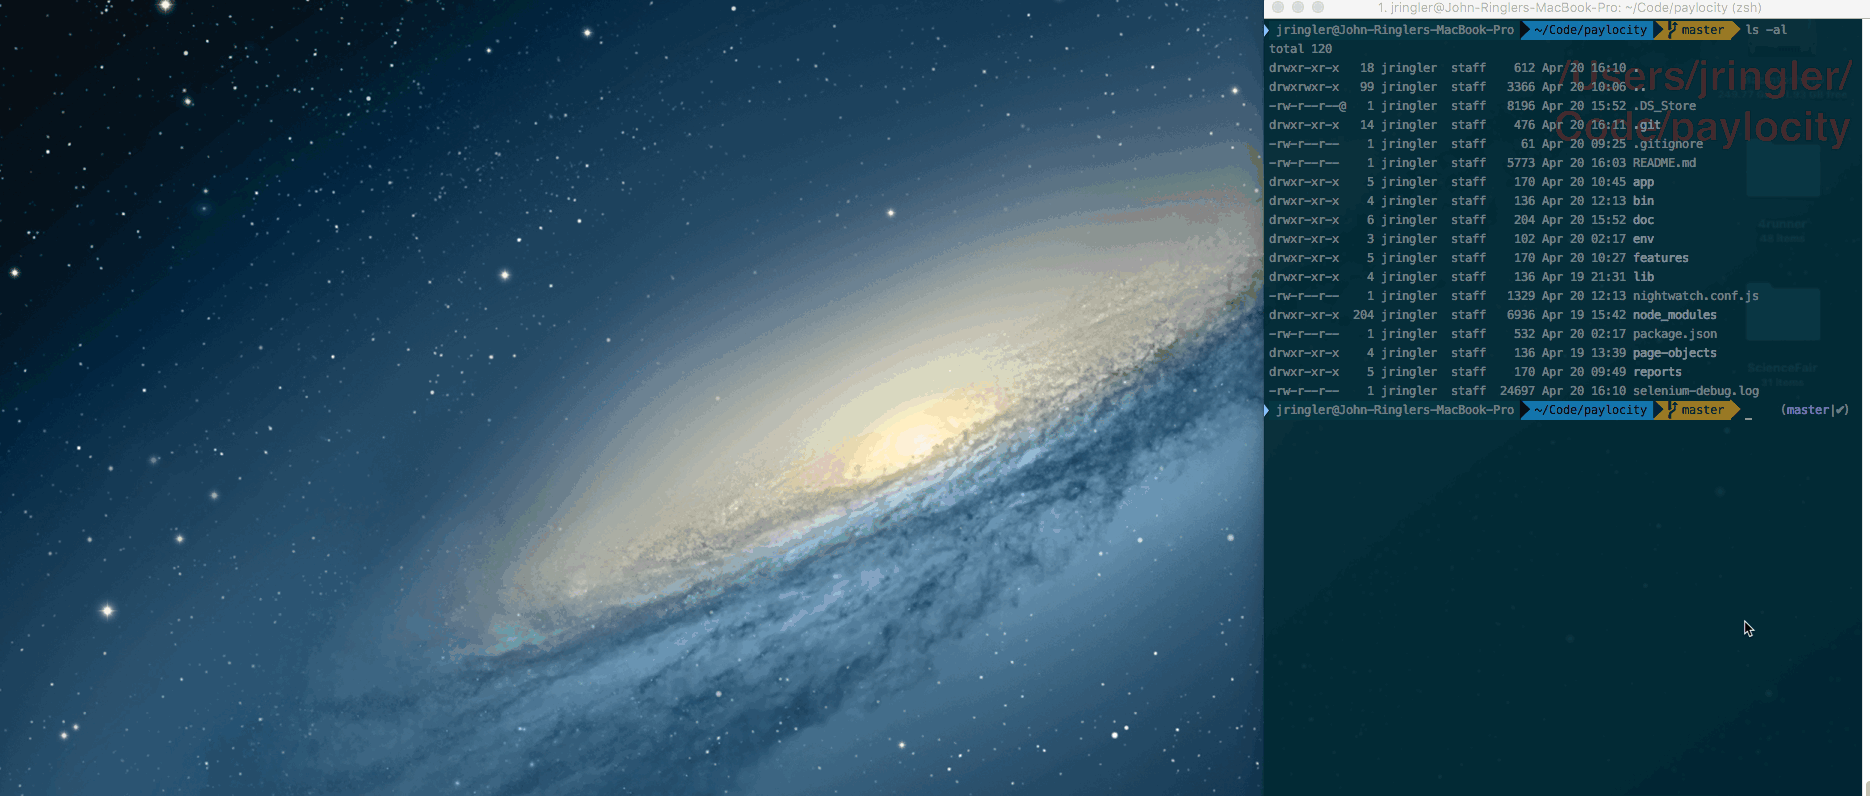 1. jringler@John-Ringlers-MacBook-Pro: ~/Code/paylocity (zsh)
jringler@John-Ringlers-MacBook-Pro ~/Code/paylocity master ls -al
total 120
drwxr-xr-x 18 jringler staff 612 Apr 20 16:10 .
drwxrwxr-x 99 jringler staff 3366 Apr 20 10:06 ..
-rw-r--r--@ 1 jringler staff 8196 Apr 20 15:52 .DS_Store
drwxr-xr-x 14 jringler staff 476 Apr 20 16:11 .git
-rw-r--r-- 1 jringler staff 61 Apr 20 09:25 .gitignore
-rw-r--r-- 1 jringler staff 5773 Apr 20 16:03 README.md
drwxr-xr-x 5 jringler staff 170 Apr 20 10:45 app
drwxr-xr-x 4 jringler staff 136 Apr 20 12:13 bin
drwxr-xr-x 6 jringler staff 204 Apr 20 15:52 doc
drwxr-xr-x 3 jringler staff 102 Apr 20 02:17 env
drwxr-xr-x 5 jringler staff 170 Apr 20 10:27 features
drwxr-xr-x 4 jringler staff 136 Apr 19 21:31 lib
-rw-r--r-- 1 jringler staff 1329 Apr 20 12:13 nightwatch.conf.js
drwxr-xr-x 204 jringler staff 6936 Apr 19 15:42 node_modules
-rw-r--r-- 1 jringler staff 532 Apr 20 02:17 package.json
drwxr-xr-x 4 jringler staff 136 Apr 19 13:39 page-objects
drwxr-xr-x 5 jringler staff 170 Apr 20 09:49 reports
-rw-r--r-- 1 jringler staff 24697 Apr 20 16:10 selenium-debug.log
jringler@John-Ringlers-MacBook-Pro ~/Code/paylocity master _ (master|✔)
/Users/jringler/
Code/paylocity
ScienceFair